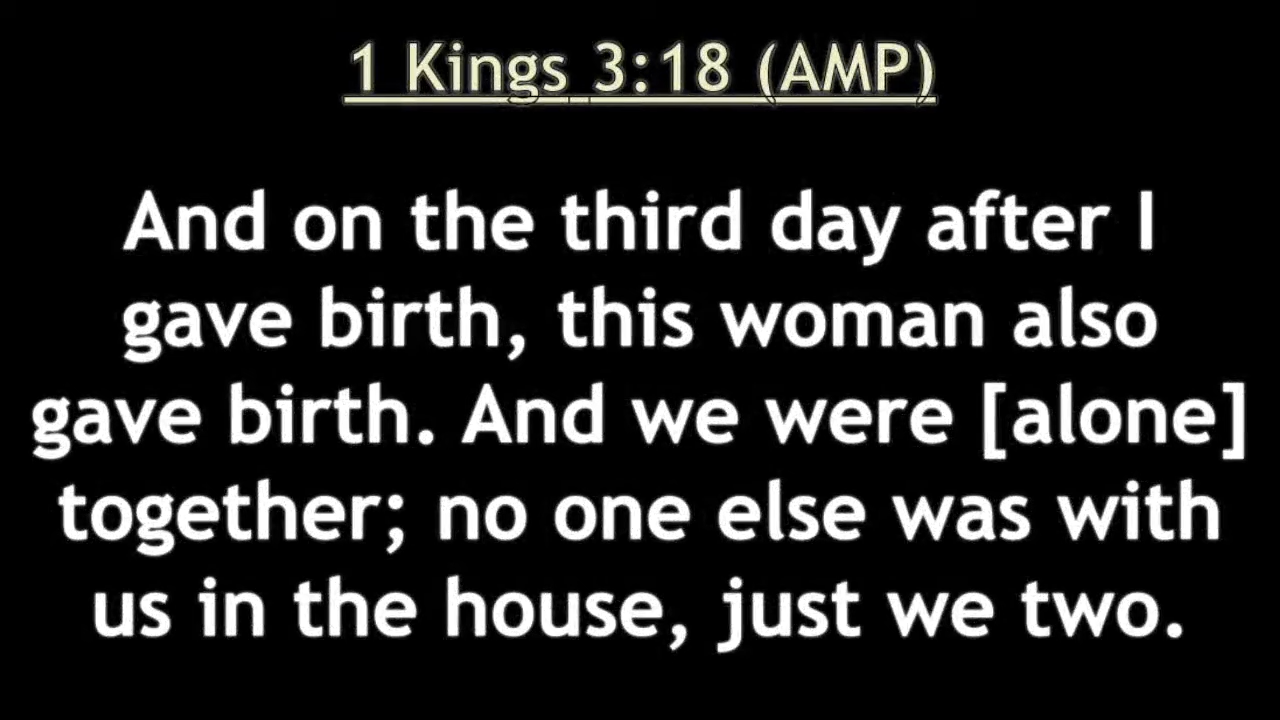 1 Kings 3:18 (AMP)
And on the third day after I
gave birth, this woman also
gave birth. And we were [alone]
together; no one else was with
us in the house, just we two.